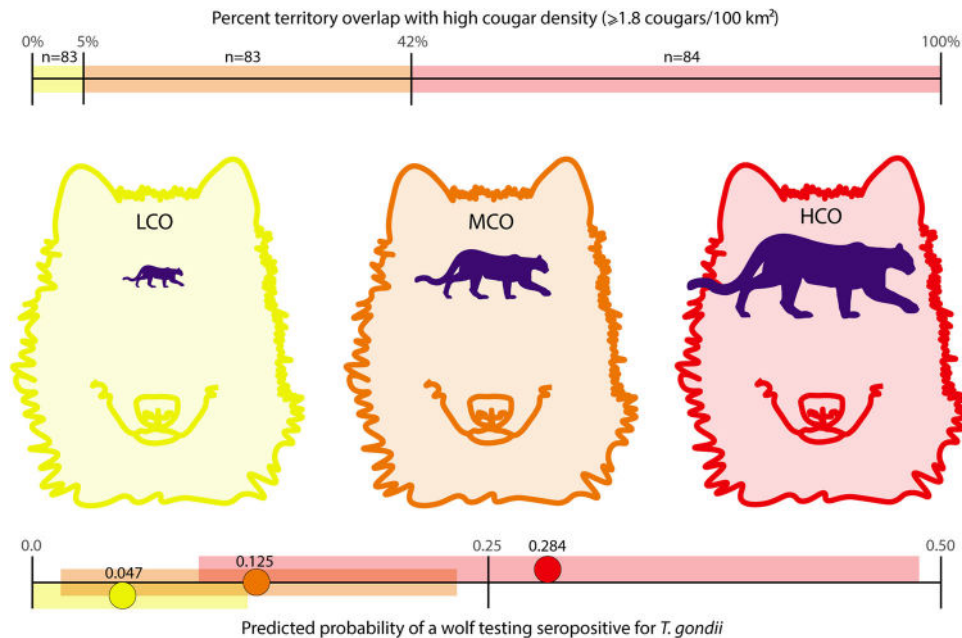 Percent territory overlap with high cougar density (⩾1.8 cougars/100 km²)
0% 5% 42% 100%
n=83 n=83 n=84
LCO MCO HCO
0.0 0.25 0.50
0.047 0.125 0.284
Predicted probability of a wolf testing seropositive for T. gondii